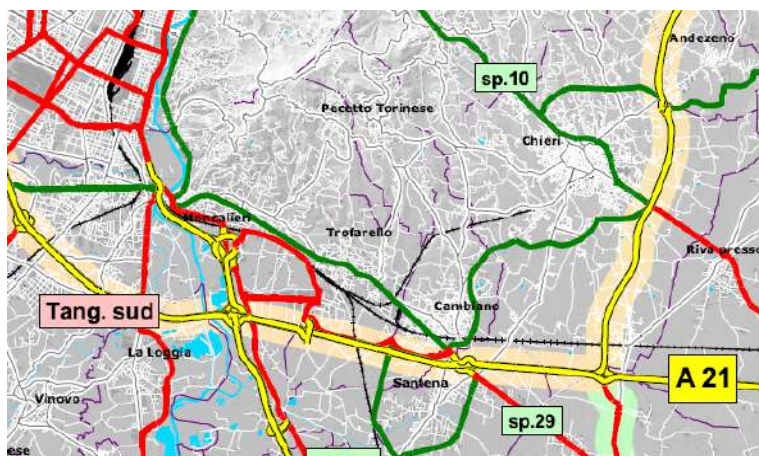 Andezeno
sp.10
Pecetto Torinese
Chieri
Moncalieri
Trofarello
Riva presso
Cambiano
Tang. sud
La Loggia
Santena
A 21
Vinovo
sp.29
ese